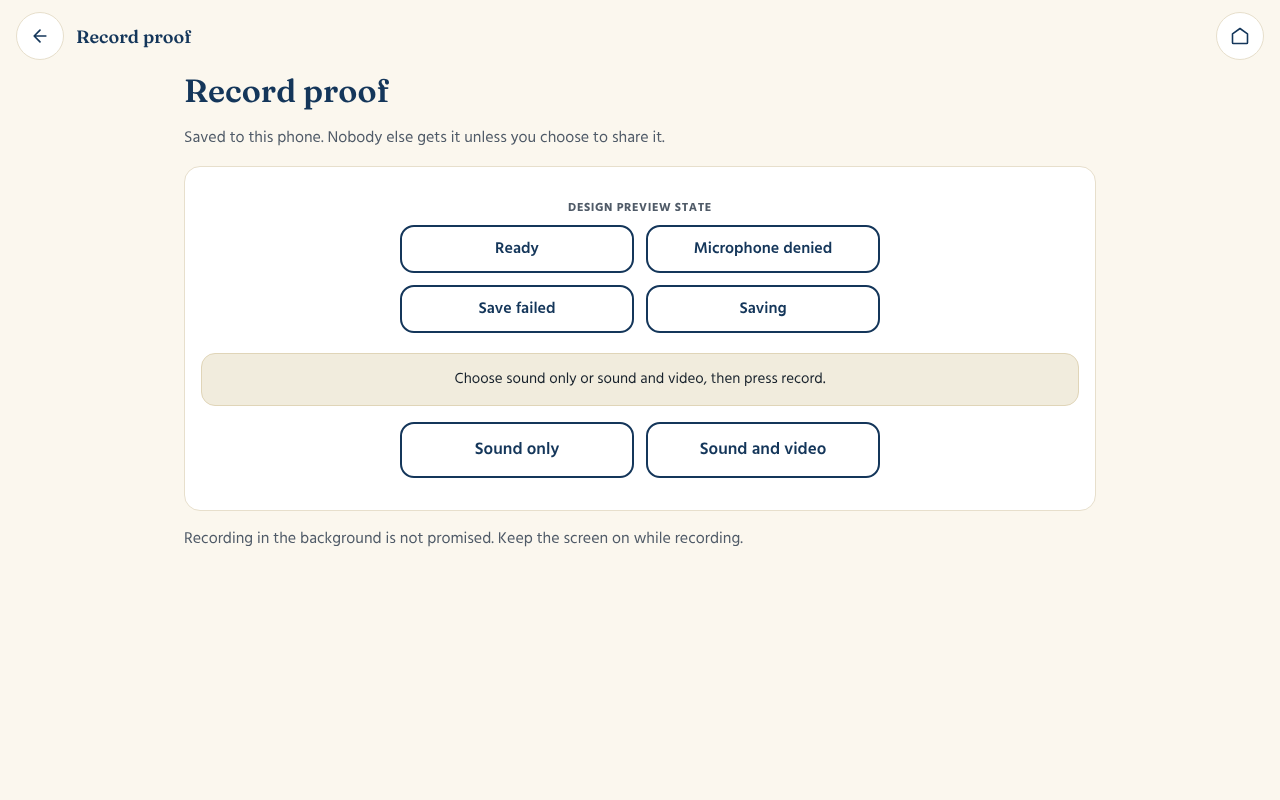 Record proof
Record proof
Saved to this phone. Nobody else gets it unless you choose to share it.
DESIGN PREVIEW STATE
Ready
Microphone denied
Save failed
Saving
Choose sound only or sound and video, then press record.
Sound only
Sound and video
Recording in the background is not promised. Keep the screen on while recording.